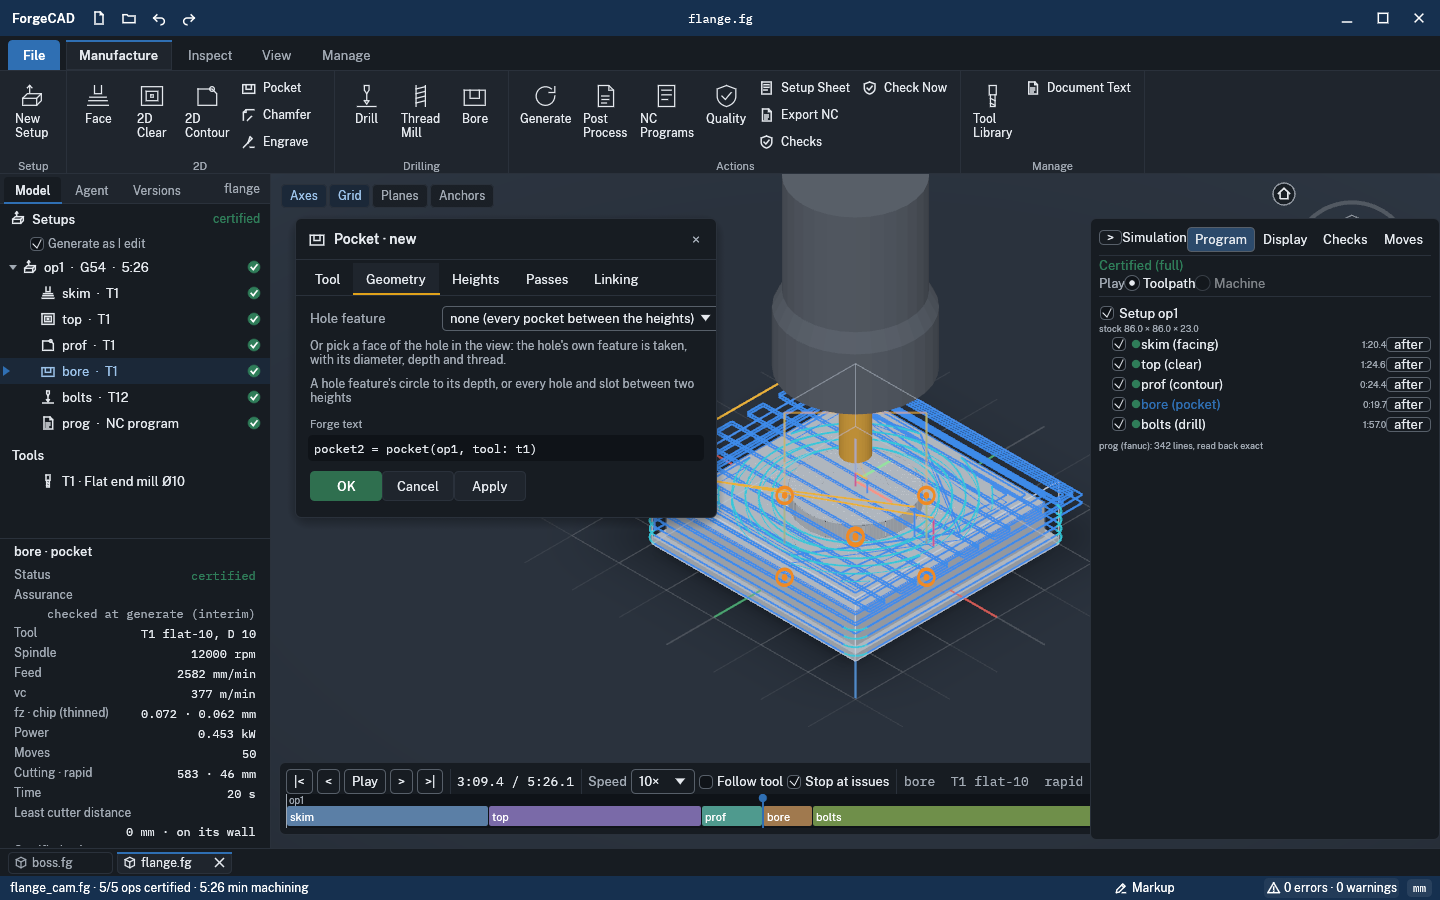 ForgeCAD
flange.fg
File
Manufacture
Inspect
View
Manage
New Setup
Setup
Face
2D Clear
2D Contour
Pocket
Chamfer
Engrave
2D
Drill
Thread Mill
Bore
Drilling
Generate
Post Process
NC Programs
Quality
Setup Sheet
Export NC
Checks
Check Now
Actions
Tool Library
Document Text
Manage
Model
Agent
Versions
flange
Setups
certified
Generate as I edit
op1 · G54 · 5:26
skim · T1
top · T1
prof · T1
bore · T1
bolts · T12
prog · NC program
Tools
T1 · Flat end mill Ø10
bore · pocket
Status certified
Assurance
checked at generate (interim)
Tool T1 flat-10, D 10
Spindle 12000 rpm
Feed 2582 mm/min
vc 377 m/min
fz · chip (thinned) 0.072 · 0.062 mm
Power 0.453 kW
Moves 50
Cutting · rapid 583 · 46 mm
Time 20 s
Least cutter distance
0 mm · on its wall
Axes
Grid
Planes
Anchors
Pocket · new
×
Tool
Geometry
Heights
Passes
Linking
Hole feature none (every pocket between the heights)
Or pick a face of the hole in the view: the hole's own feature is taken,
with its diameter, depth and thread.
A hole feature's circle to its depth, or every hole and slot between two
heights
Forge text
pocket2 = pocket(op1, tool: t1)
OK
Cancel
Apply
> Simulation
Program
Display
Checks
Moves
Certified (full)
Play Toolpath Machine
Setup op1
stock 86.0 × 86.0 × 23.0
skim (facing) 1:20.4 after
top (clear) 1:24.6 after
prof (contour) 0:24.4 after
bore (pocket) 0:19.7 after
bolts (drill) 1:57.0 after
prog (fanuc): 342 lines, read back exact
|<
<
Play
>
>|
3:09.4 / 5:26.1
Speed 10×
Follow tool
Stop at issues
bore T1 flat-10 rapid
op1
skim
top
prof
bore
bolts
boss.fg
flange.fg
flange_cam.fg · 5/5 ops certified · 5:26 min machining
Markup
0 errors · 0 warnings
mm